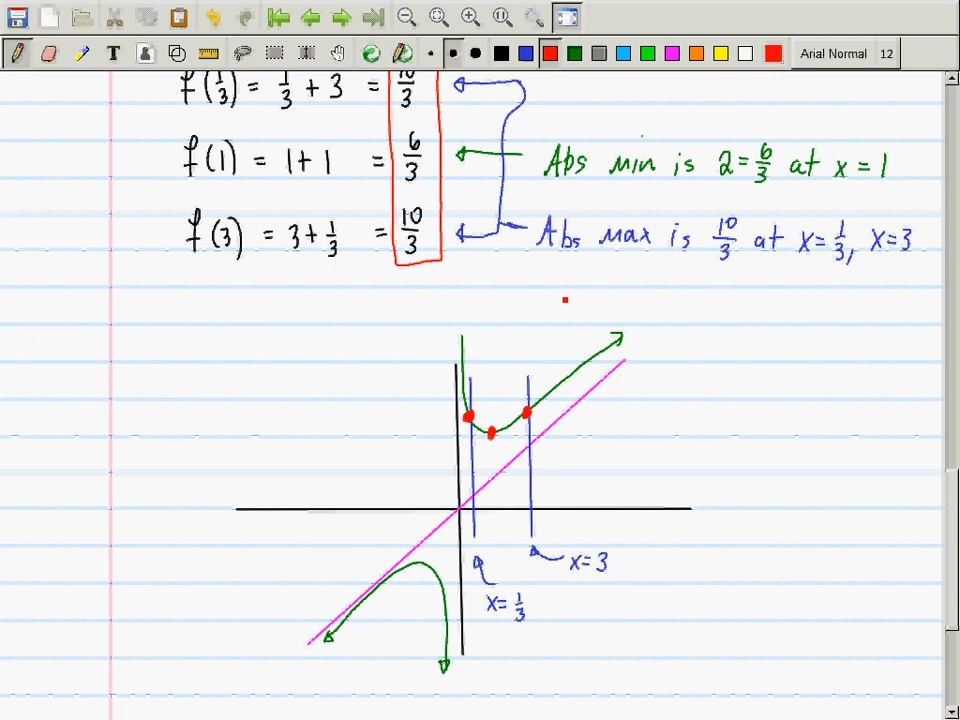 T
Arial Normal 12
f(1/3) = 1/3 + 3 = 10/3
f(1) = 1 + 1 = 6/3
Abs min is 2 = 6/3 at x = 1
f(3) = 3 + 1/3 = 10/3
Abs max is 10/3 at x = 1/3, x = 3
x = 3
x = 1/3